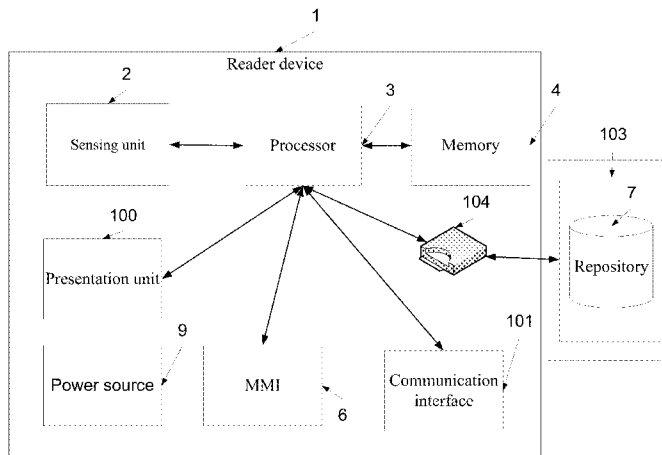 1
Reader device
2
3
4
Sensing unit
Processor
Memory
103
104
7
100
Presentation unit
Repository
101
9
Power source
MMI
6
Communication
interface